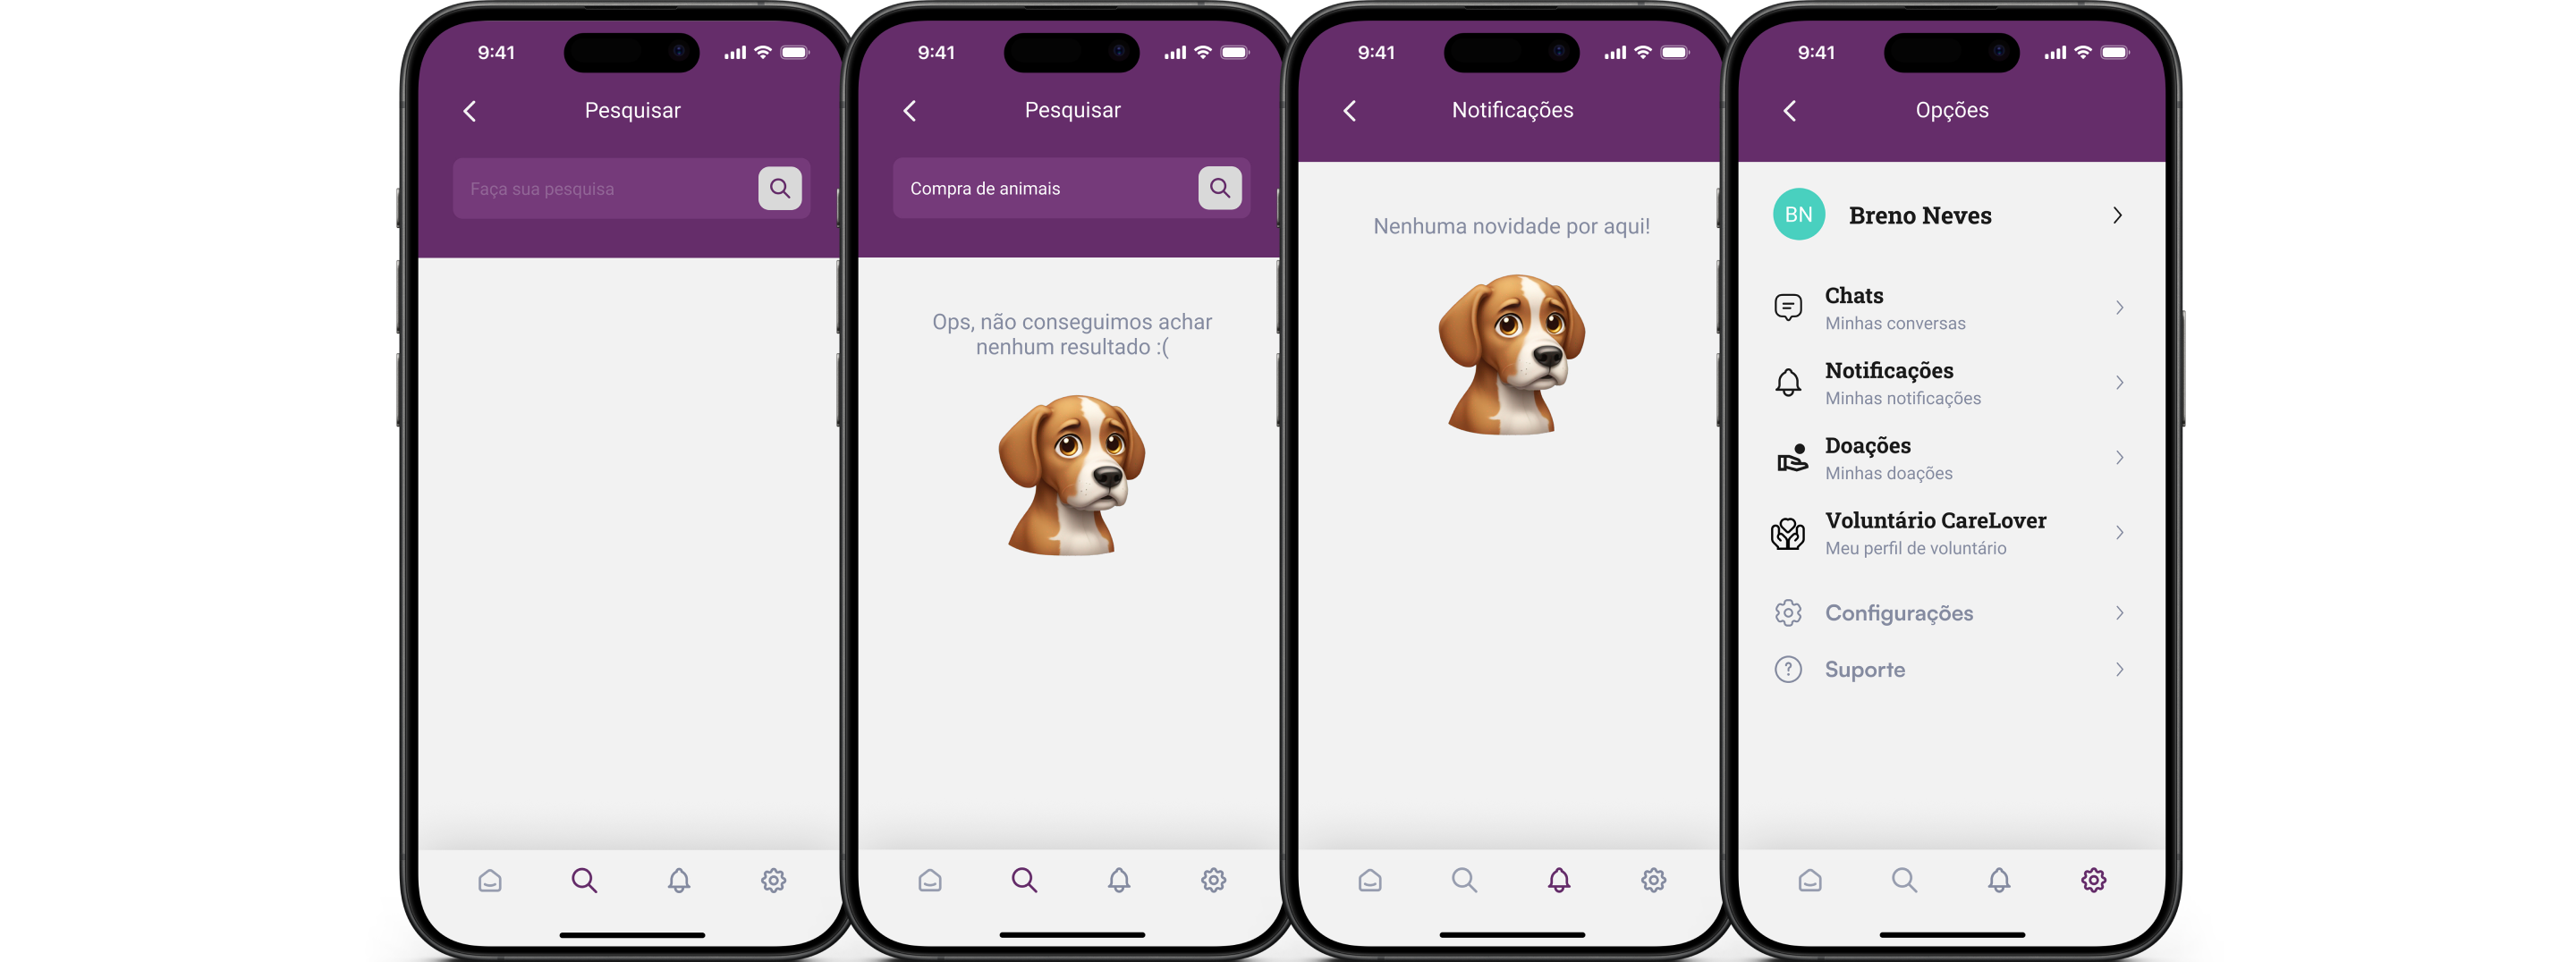 9:41
Pesquisar
Faça sua pesquisa
9:41
Pesquisar
Compra de animais
Ops, não conseguimos achar
nenhum resultado :(
9:41
Notificações
Nenhuma novidade por aqui!
9:41
Opções
BN
Breno Neves
Chats
Minhas conversas
Notificações
Minhas notificações
Doações
Minhas doações
Voluntário CareLover
Meu perfil de voluntário
Configurações
?
Suporte